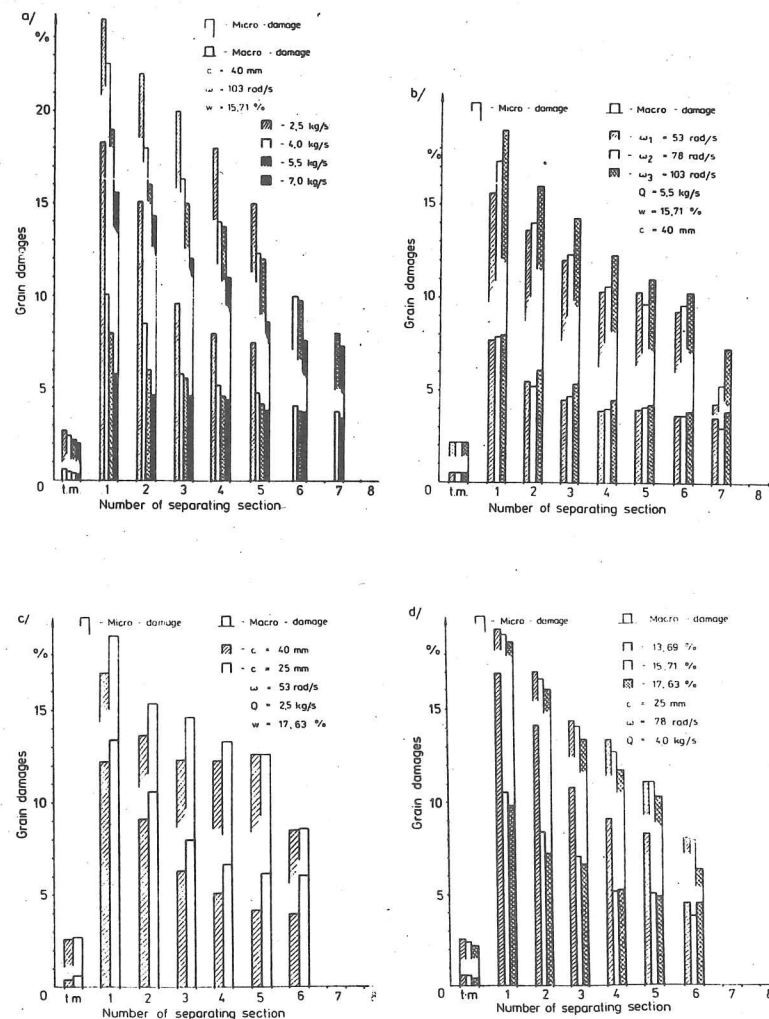 a/
%
- Micro - damage
- Macro - damage
c = 40 mm
ω = 103 rad/s
w = 15,71 %
- 2,5 kg/s
- 4,0 kg/s
- 5,5 kg/s
- 7,0 kg/s
20
15
10
5
0
Grain damages
t.m. 1 2 3 4 5 6 7 8
Number of separating section
b/
%
- Micro - damage
- Macro - damage
- ω1 = 53 rad/s
- ω2 = 78 rad/s
- ω3 = 103 rad/s
Q = 5,5 kg/s
w = 15,71 %
c = 40 mm
15
10
5
0
Grain damages
t.m. 1 2 3 4 5 6 7 8
Number of separating section
c/
%
- Micro - damage
- Macro - damage
- c = 40 mm
- c = 25 mm
ω = 53 rad/s
Q = 2,5 kg/s
w = 17,63 %
15
10
5
0
Grain damages
t m 1 2 3 4 5 6 7 8
Number of separating section
d/
%
- Micro - damage
Macro - damage
- 13,69 %
- 15,71 %
- 17,63 %
c = 25 mm
ω = 78 rad/s
Q = 4,0 kg/s
15
10
5
0
Grain damages
t.m. 1 2 3 4 5 6 7 8
Number of separating section